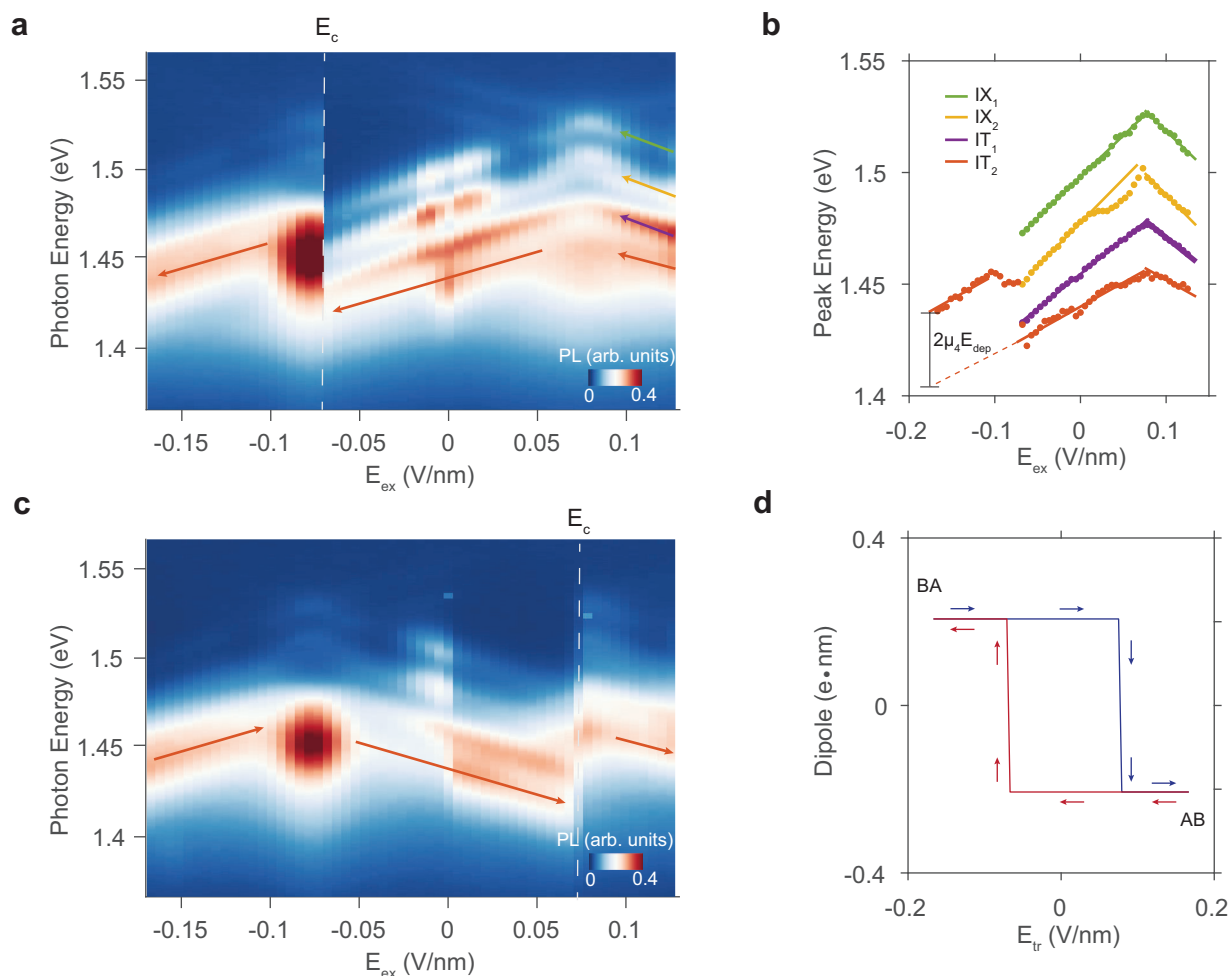 a
E_c
1.55
1.5
1.45
1.4
Photon Energy (eV)
PL (arb. units)
0 0.4
-0.15 -0.1 -0.05 0 0.05 0.1
E_ex (V/nm)
b
1.55
1.5
1.45
1.4
Peak Energy (eV)
IX_1
IX_2
IT_1
IT_2
2μ_4E_dep
-0.2 -0.1 0 0.1
E_ex (V/nm)
c
E_c
1.55
1.5
1.45
1.4
Photon Energy (eV)
PL (arb. units)
0 0.4
-0.15 -0.1 -0.05 0 0.05 0.1
E_ex (V/nm)
d
0.4
0
-0.4
Dipole (e•nm)
BA
AB
-0.2 0 0.2
E_tr (V/nm)